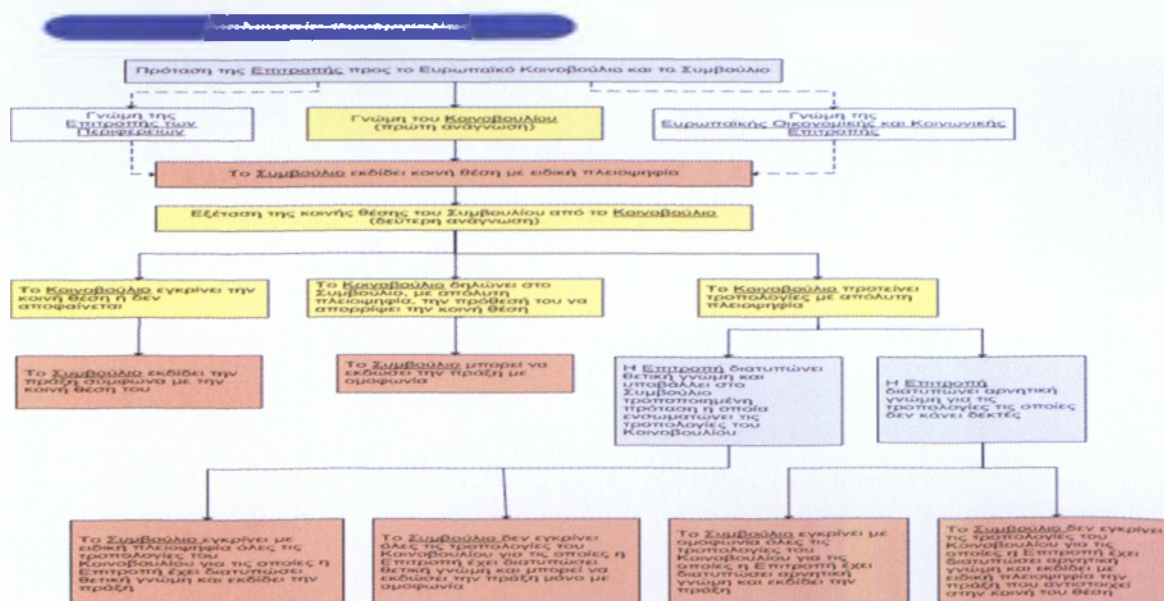 Πρόταση της Επιτροπής προς το Ευρωπαϊκό Κοινοβούλιο και το Συμβούλιο
Γνώμη της
Επιτροπής των
Περιφερειών
Γνώμη του Κοινοβουλίου
(πρώτη ανάγνωση)
Γνώμη της
Ευρωπαϊκής Οικονομικής και Κοινωνικής
Επιτροπής
Το Συμβούλιο εκδίδει κοινή θέση με ειδική πλειοψηφία
Εξέταση της κοινής θέσης του Συμβουλίου από το Κοινοβούλιο
(δεύτερη ανάγνωση)
Το Κοινοβούλιο εγκρίνει την
κοινή θέση ή δεν
αποφαίνεται
Το Κοινοβούλιο δηλώνει στο
Συμβούλιο, με απόλυτη
πλειοψηφία, την πρόθεσή του να
απορρίψει την κοινή θέση
Το Κοινοβούλιο προτείνει
τροπολογίες με απόλυτη
πλειοψηφία
Το Συμβούλιο εκδίδει την
πράξη σύμφωνα με την
κοινή θέση του
Το Συμβούλιο μπορεί να
εκδώσει την πράξη με
ομοφωνία
Η Επιτροπή διατυπώνει
θετική γνώμη και
υποβάλλει στο
Συμβούλιο
τροποποιημένη
πρόταση η οποία
ενσωματώνει τις
τροπολογίες του
Κοινοβουλίου
Η Επιτροπή
διατυπώνει αρνητική
γνώμη για τις
τροπολογίες τις οποίες
δεν κάνει δεκτές
Το Συμβούλιο εγκρίνει με
ειδική πλειοψηφία όλες τις
τροπολογίες του
Κοινοβουλίου για τις οποίες η
Επιτροπή έχει διατυπώσει
θετική γνώμη και εκδίδει την
πράξη
Το Συμβούλιο δεν εγκρίνει
όλες τις τροπολογίες του
Κοινοβουλίου για τις οποίες η
Επιτροπή έχει διατυπώσει
θετική γνώμη και μπορεί να
εκδώσει την πράξη μόνο με
ομοφωνία
Το Συμβούλιο εγκρίνει με
ομοφωνία όλες τις
τροπολογίες του
Κοινοβουλίου για τις
οποίες η Επιτροπή έχει
διατυπώσει αρνητική
γνώμη και εκδίδει την
πράξη
Το Συμβούλιο δεν εγκρίνει
τις τροπολογίες του
Κοινοβουλίου για τις
οποίες η Επιτροπή έχει
διατυπώσει αρνητική
γνώμη και εκδίδει με
ειδική πλειοψηφία την
πράξη που αντιστοιχεί
στην κοινή του θέση